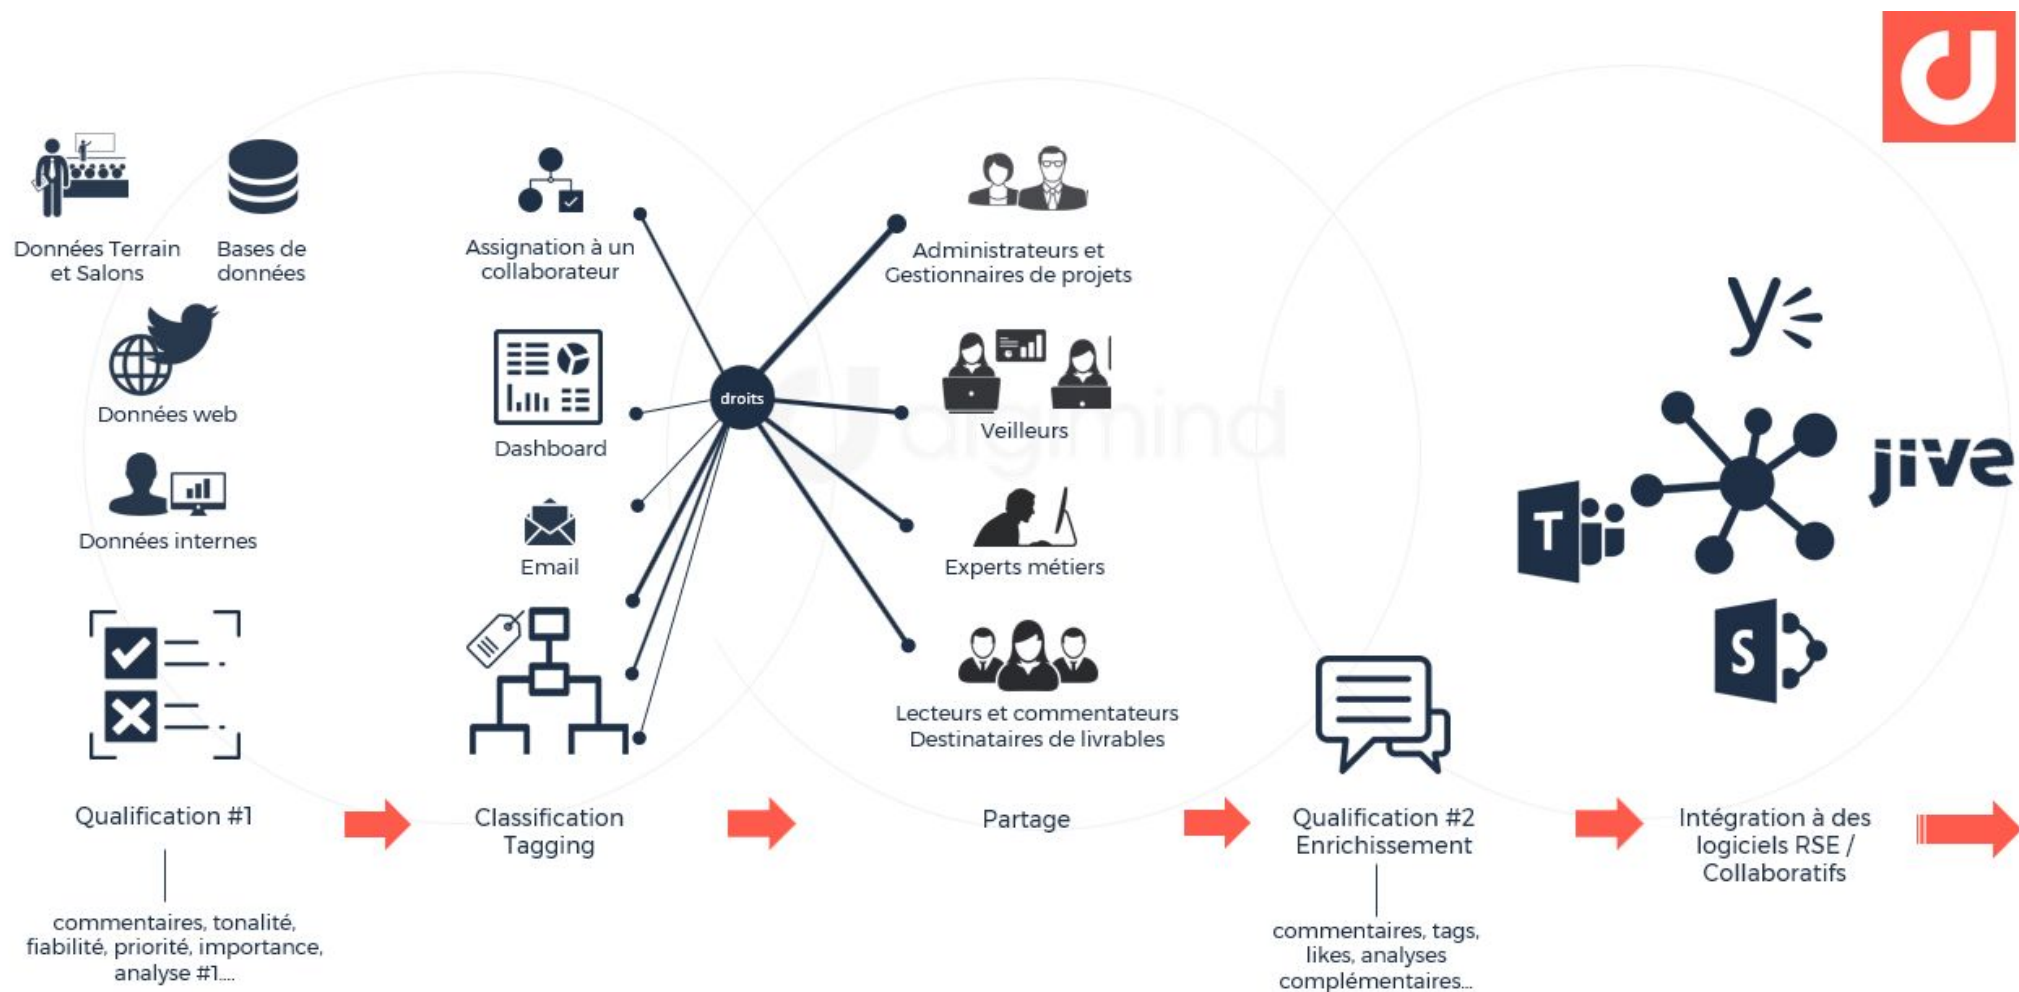 Données Terrain
et Salons
Bases de
données
Données web
Données internes
Qualification #1
commentaires, tonalité,
fiabilité, priorité, importance,
analyse #1....
Assignation à un
collaborateur
Dashboard
Email
Classification
Tagging
droits
Administrateurs et
Gestionnaires de projets
Veilleurs
Experts métiers
Lecteurs et commentateurs
Destinataires de livrables
Partage
digimind
Qualification #2
Enrichissement
commentaires, tags,
likes, analyses
complémentaires...
y
jive
T
S
Intégration à des
logiciels RSE /
Collaboratifs